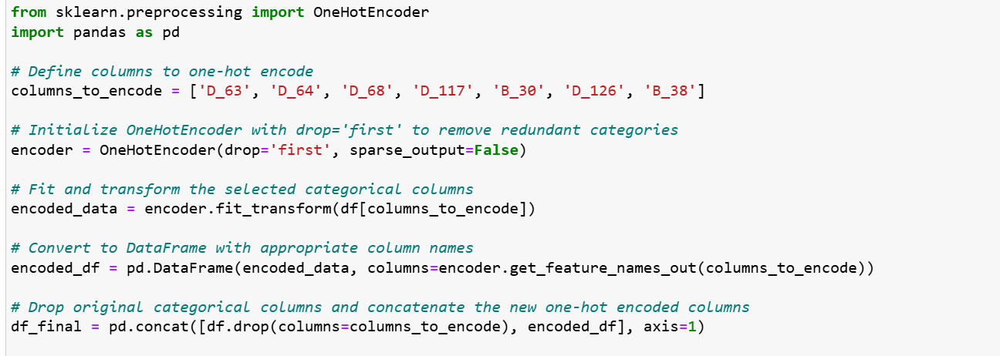 from sklearn.preprocessing import OneHotEncoder
import pandas as pd
# Define columns to one-hot encode
columns_to_encode = ['D_63', 'D_64', 'D_68', 'D_117', 'B_30', 'D_126', 'B_38']
# Initialize OneHotEncoder with drop='first' to remove redundant categories
encoder = OneHotEncoder(drop='first', sparse_output=False)
# Fit and transform the selected categorical columns
encoded_data = encoder.fit_transform(df[columns_to_encode])
# Convert to DataFrame with appropriate column names
encoded_df = pd.DataFrame(encoded_data, columns=encoder.get_feature_names_out(columns_to_encode))
# Drop original categorical columns and concatenate the new one-hot encoded columns
df_final = pd.concat([df.drop(columns=columns_to_encode), encoded_df], axis=1)